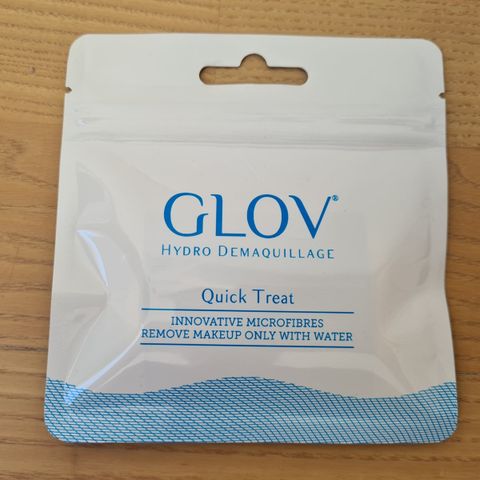 GLOV®
HYDRO DEMAQUILLAGE
Quick Treat
INNOVATIVE MICROFIBRES
REMOVE MAKEUP ONLY WITH WATER